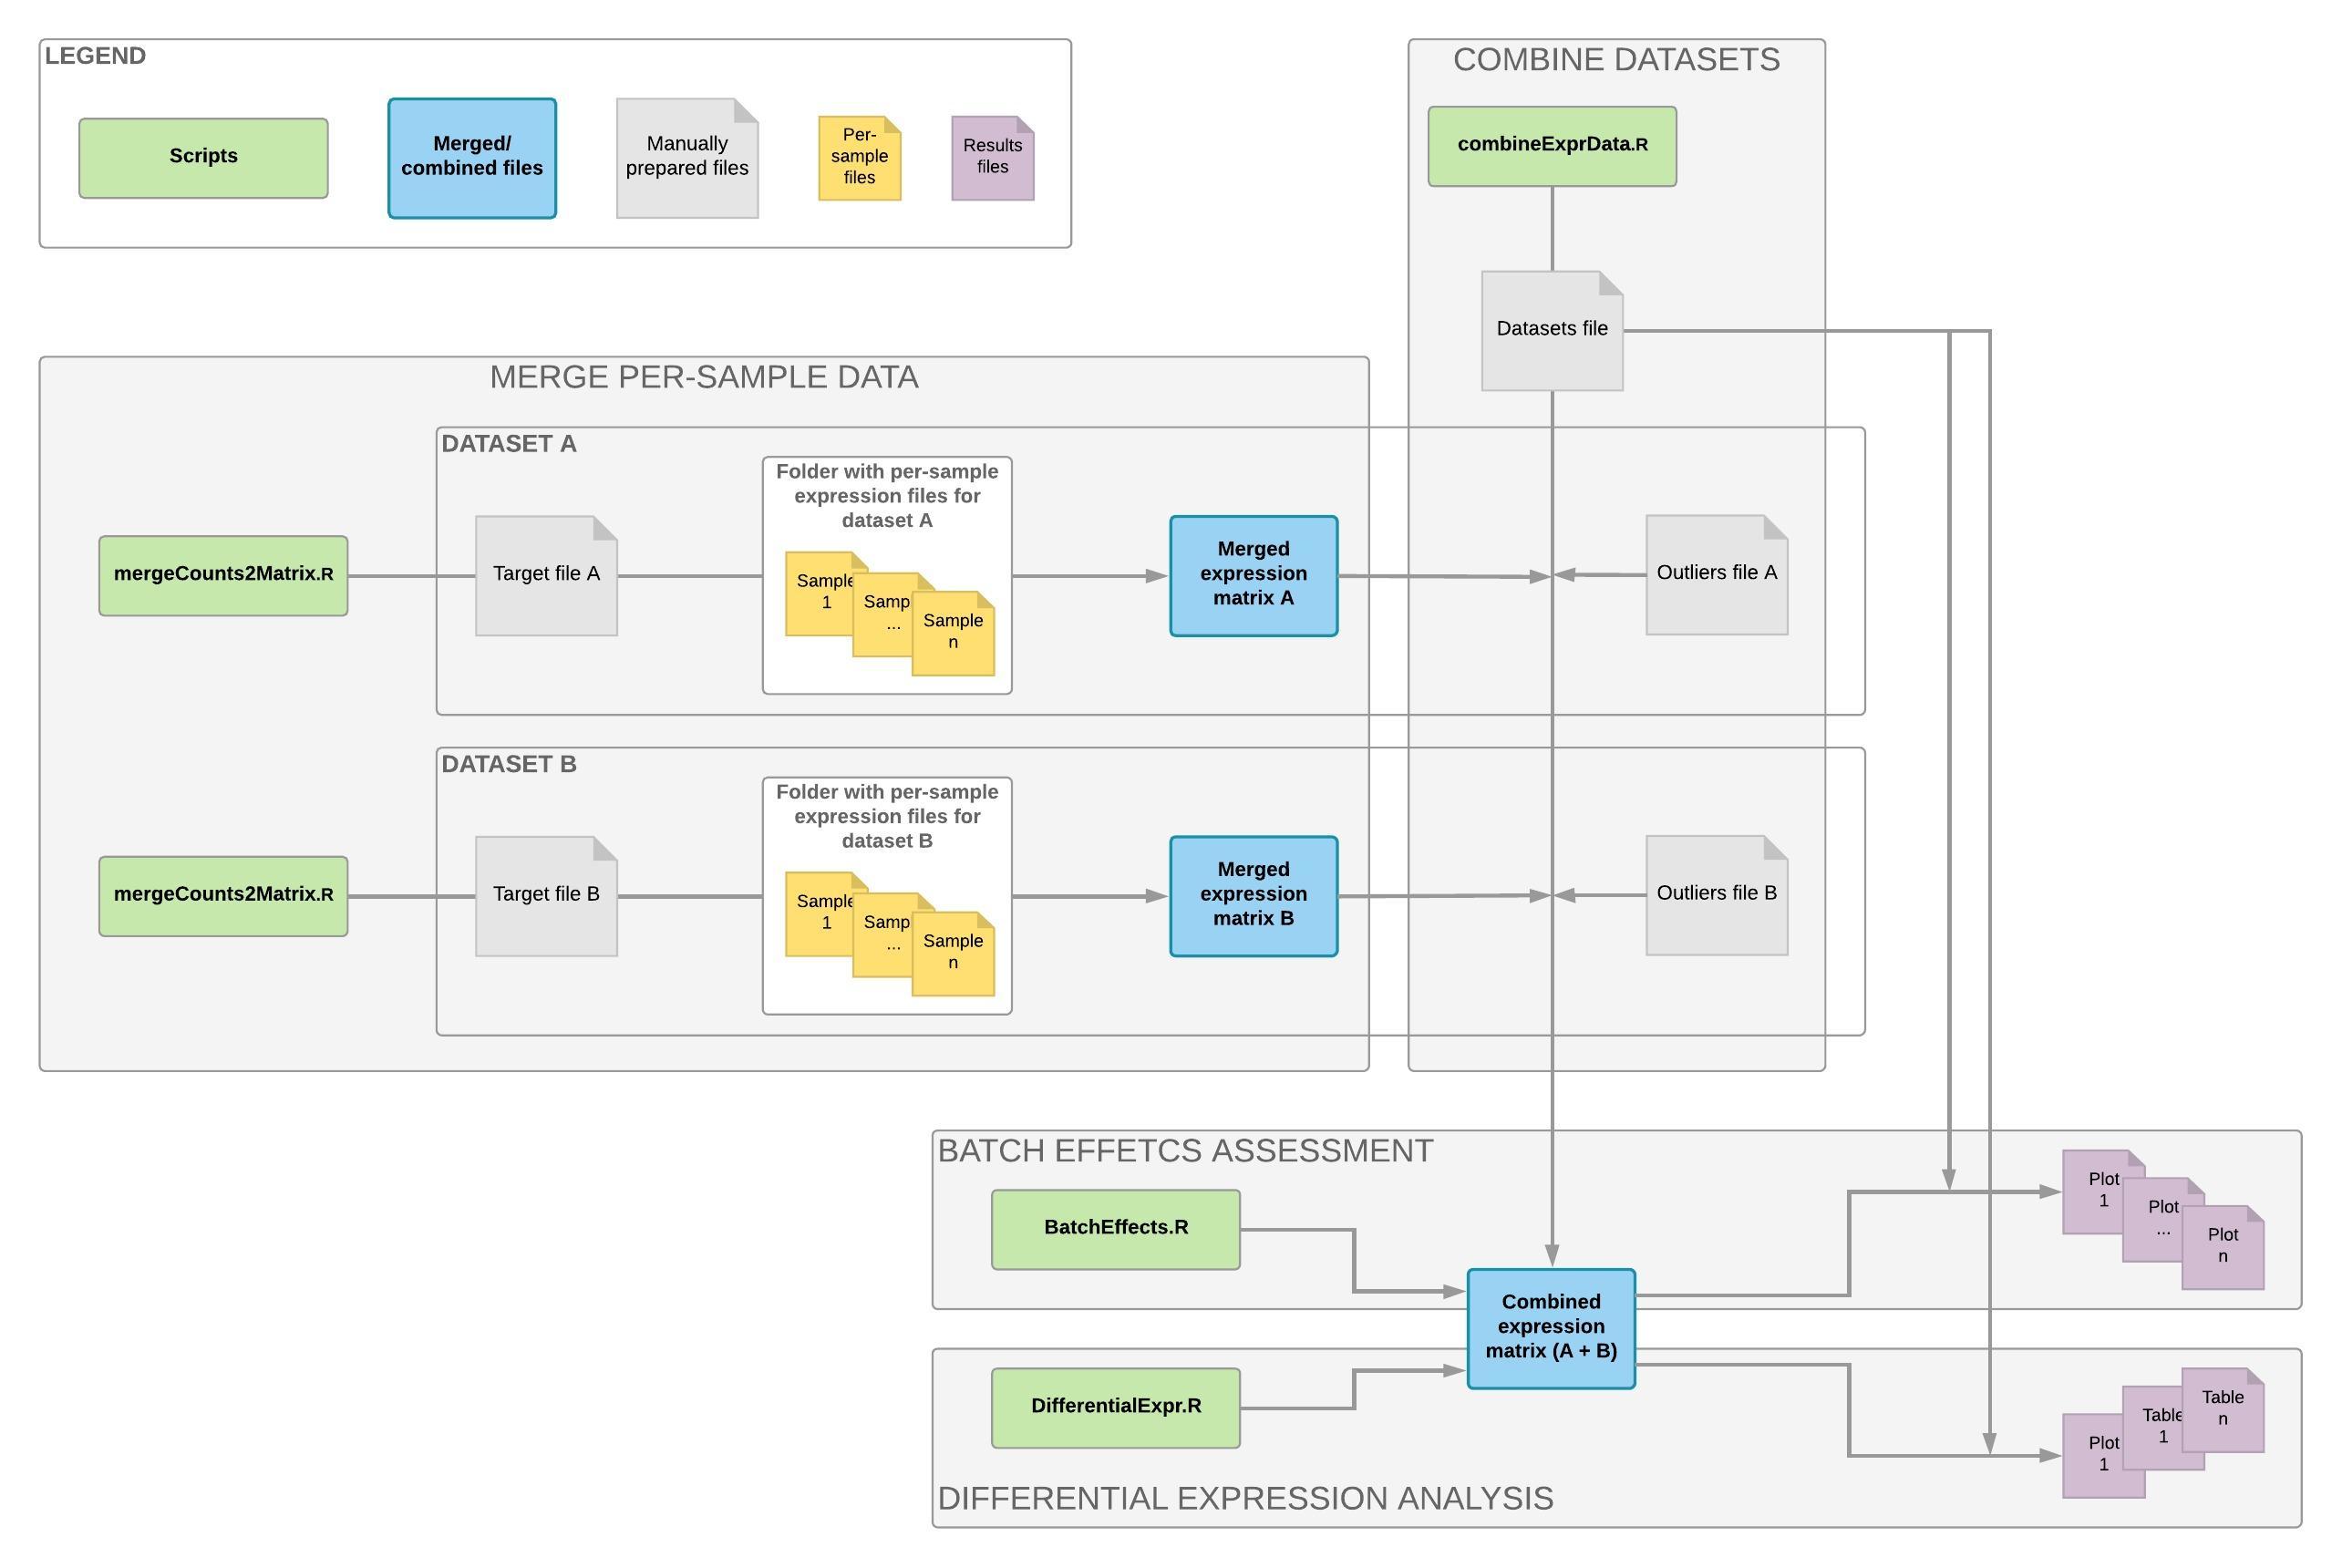 LEGEND
Scripts
Merged/
combined files
Manually
prepared files
Per-
sample
files
Results
files
COMBINE DATASETS
combineExprData.R
Datasets file
MERGE PER-SAMPLE DATA
DATASET A
mergeCounts2Matrix.R
Target file A
Folder with per-sample
expression files for
dataset A
Sample
1
Samp
...
Sample
n
Merged
expression
matrix A
Outliers file A
DATASET B
mergeCounts2Matrix.R
Target file B
Folder with per-sample
expression files for
dataset B
Sample
1
Samp
...
Sample
n
Merged
expression
matrix B
Outliers file B
BATCH EFFETCS ASSESSMENT
BatchEffects.R
Combined
expression
matrix (A + B)
Plot
1
Plot
...
Plot
n
DifferentialExpr.R
Plot
1
Table
1
Table
n
DIFFERENTIAL EXPRESSION ANALYSIS